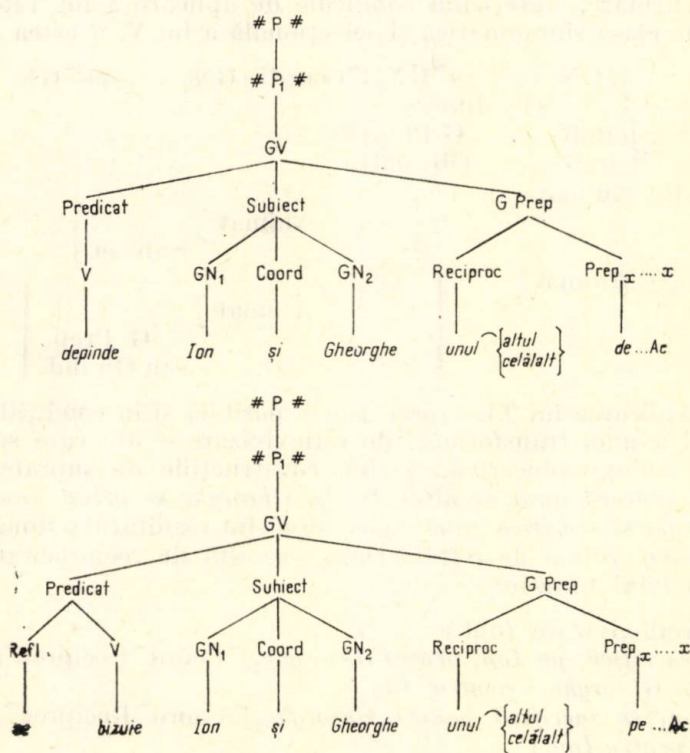 # P #
# P₁ #
GV
Predicat Subiect G Prep
V GN₁ Coord GN₂ Reciproc Prep x....x
depinde Ion și Gheorghe unul {altul celălalt} de...Ac
# P #
# P₁ #
GV
Predicat Subiect G Prep
Refl V GN₁ Coord GN₂ Reciproc Prep x....x
se bizuie Ion și Gheorghe unul {altul celălalt} pe ...Ac